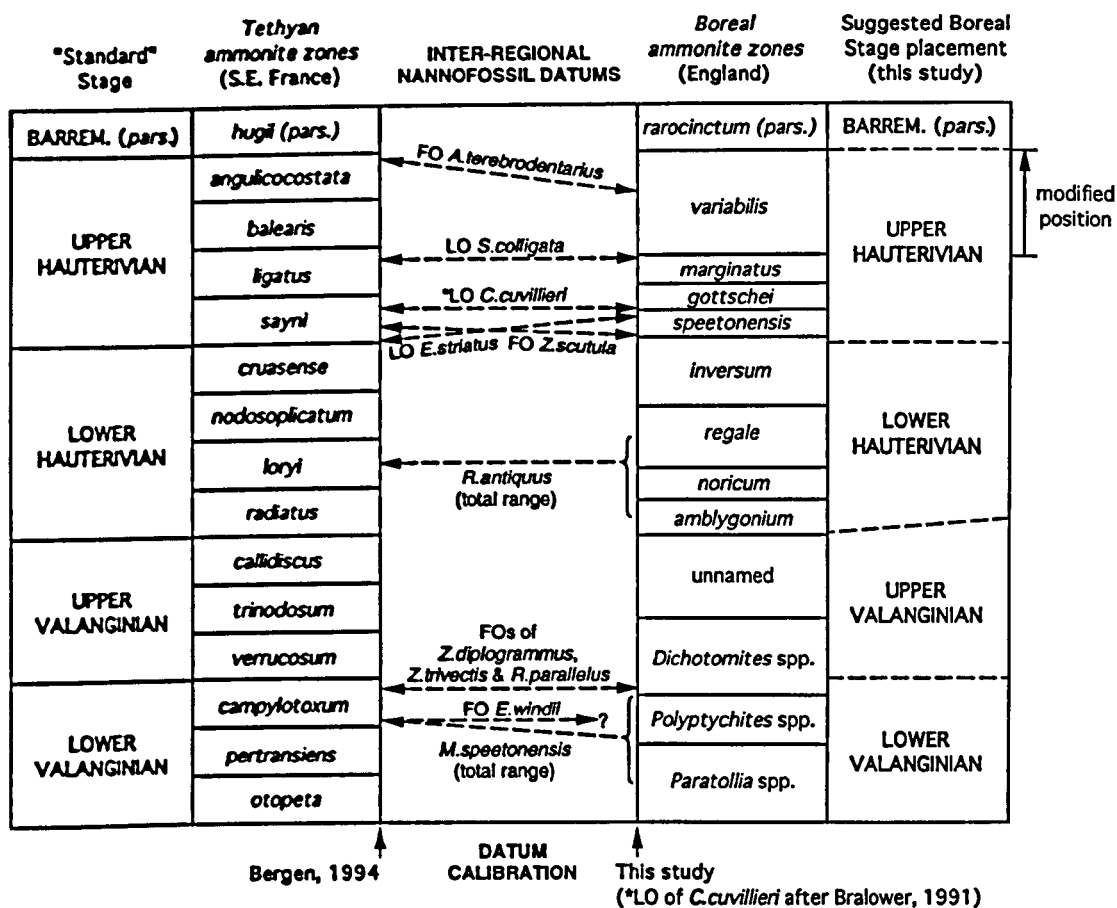 "Standard"
Stage
Tethyan
ammonite zones
(S.E. France)
INTER-REGIONAL
NANNOFOSSIL DATUMS
Boreal
ammonite zones
(England)
Suggested Boreal
Stage placement
(this study)
BARREM. (pars.)
UPPER
HAUTERIVIAN
LOWER
HAUTERIVIAN
UPPER
VALANGINIAN
LOWER
VALANGINIAN
hugii (pars.)
angulicocostata
balearis
ligatus
sayni
cruasense
nodosoplicatum
loryi
radiatus
callidiscus
trinodosum
verrucosum
campylotoxum
pertransiens
otopeta
FO A.terebrodentarius
LO S.colligata
*LO C.cuvillieri
LO E.striatus FO Z.scutula
R.antiquus
(total range)
FOs of
Z.diplogrammus,
Z.trivectis & R.parallelus
FO E.windii
?
M.speetonensis
(total range)
rarocinctum (pars.)
variabilis
marginatus
gottschei
speetonensis
inversum
regale
noricum
amblygonium
unnamed
Dichotomites spp.
Polyptychites spp.
Paratollia spp.
BARREM. (pars.)
UPPER
HAUTERIVIAN
LOWER
HAUTERIVIAN
UPPER
VALANGINIAN
LOWER
VALANGINIAN
modified
position
Bergen, 1994
DATUM
CALIBRATION
This study
(*LO of C.cuvillieri after Bralower, 1991)